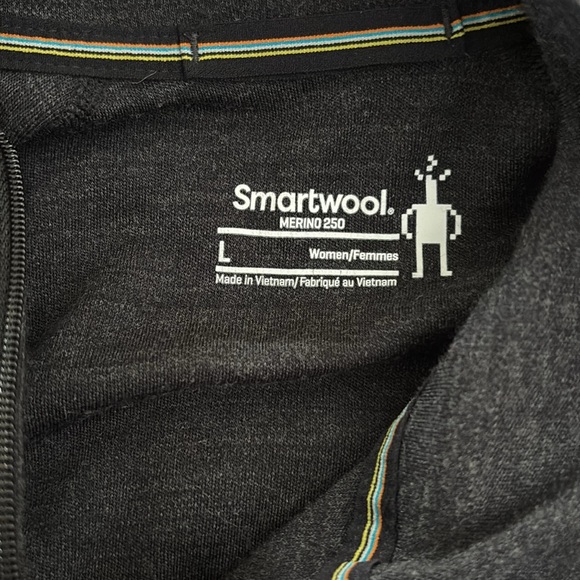 Smartwool®
MERINO 250
L Women/Femmes
Made in Vietnam/Fabriqué au Vietnam